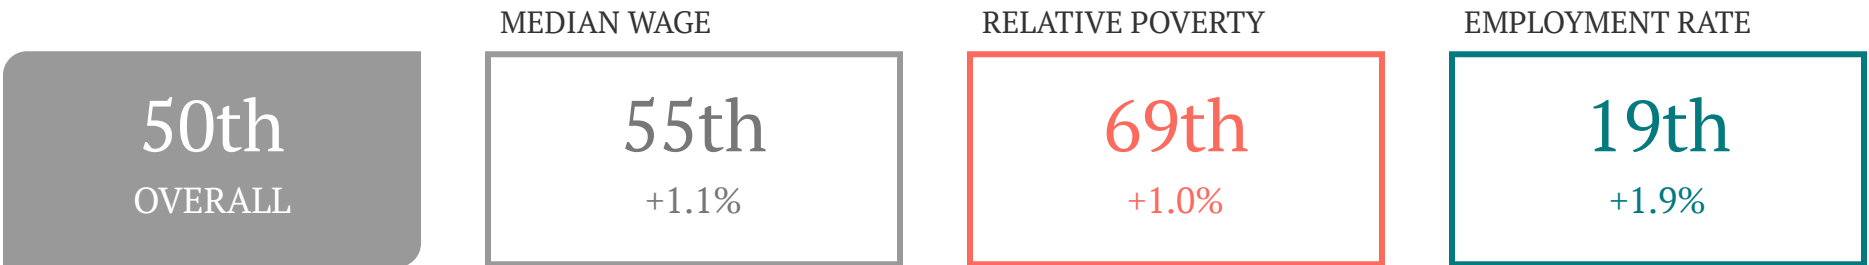 MEDIAN WAGE
RELATIVE POVERTY
EMPLOYMENT RATE
50th
OVERALL
55th
+1.1%
69th
+1.0%
19th
+1.9%